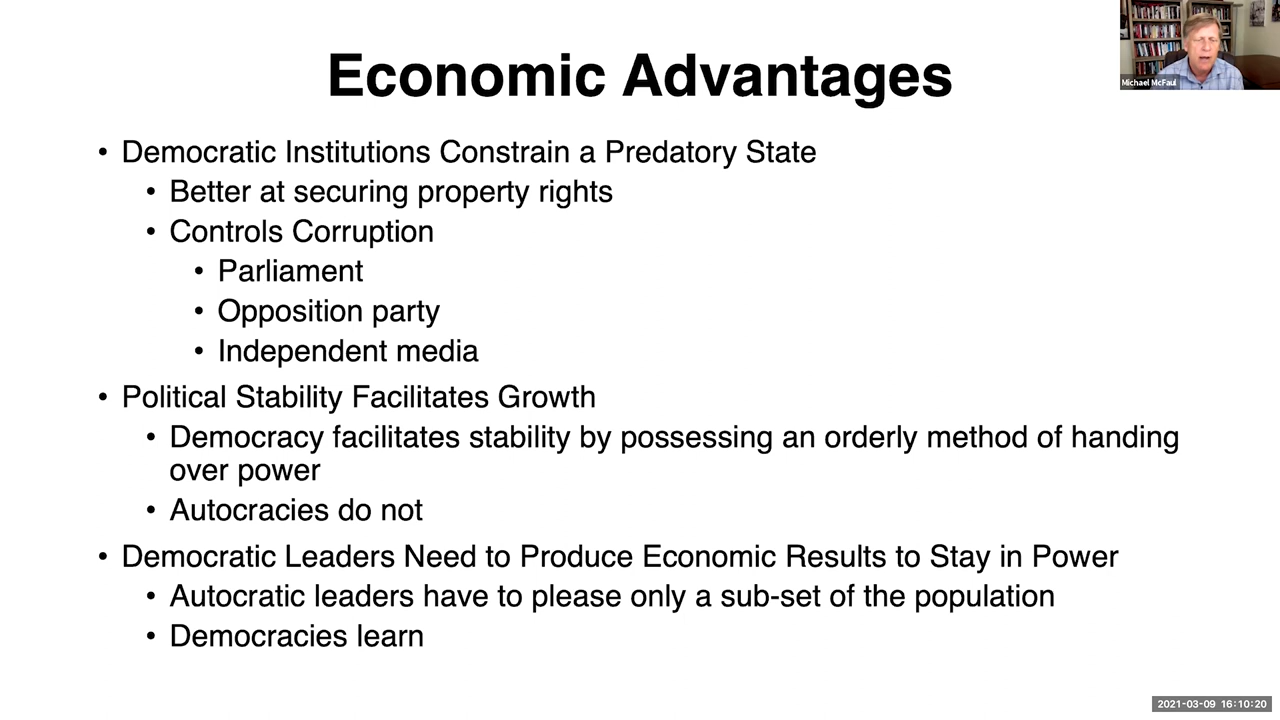 Economic Advantages
Michael McFaul
• Democratic Institutions Constrain a Predatory State
• Better at securing property rights
• Controls Corruption
• Parliament
• Opposition party
• Independent media
• Political Stability Facilitates Growth
• Democracy facilitates stability by possessing an orderly method of handing
over power
• Autocracies do not
• Democratic Leaders Need to Produce Economic Results to Stay in Power
• Autocratic leaders have to please only a sub-set of the population
• Democracies learn
2021-03-09 16:10:20